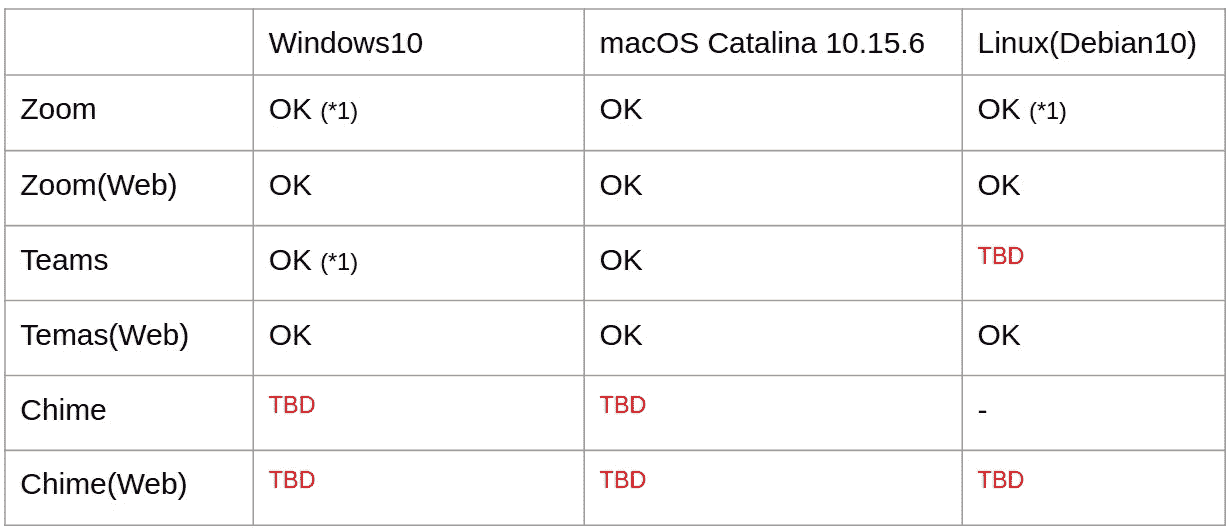 Windows10 macOS Catalina 10.15.6 Linux(Debian10)
Zoom OK (*1) OK OK (*1)
Zoom(Web) OK OK OK
Teams OK (*1) OK TBD
Temas(Web) OK OK OK
Chime TBD TBD -
Chime(Web) TBD TBD TBD